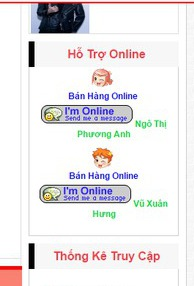 Hỗ Trợ Online
Bán Hàng Online
I'm Online
Send me a message
Ngô Thị
Phương Anh
Bán Hàng Online
I'm Online
Send me a message
Vũ Xuân
Hưng
Thống Kê Truy Cập